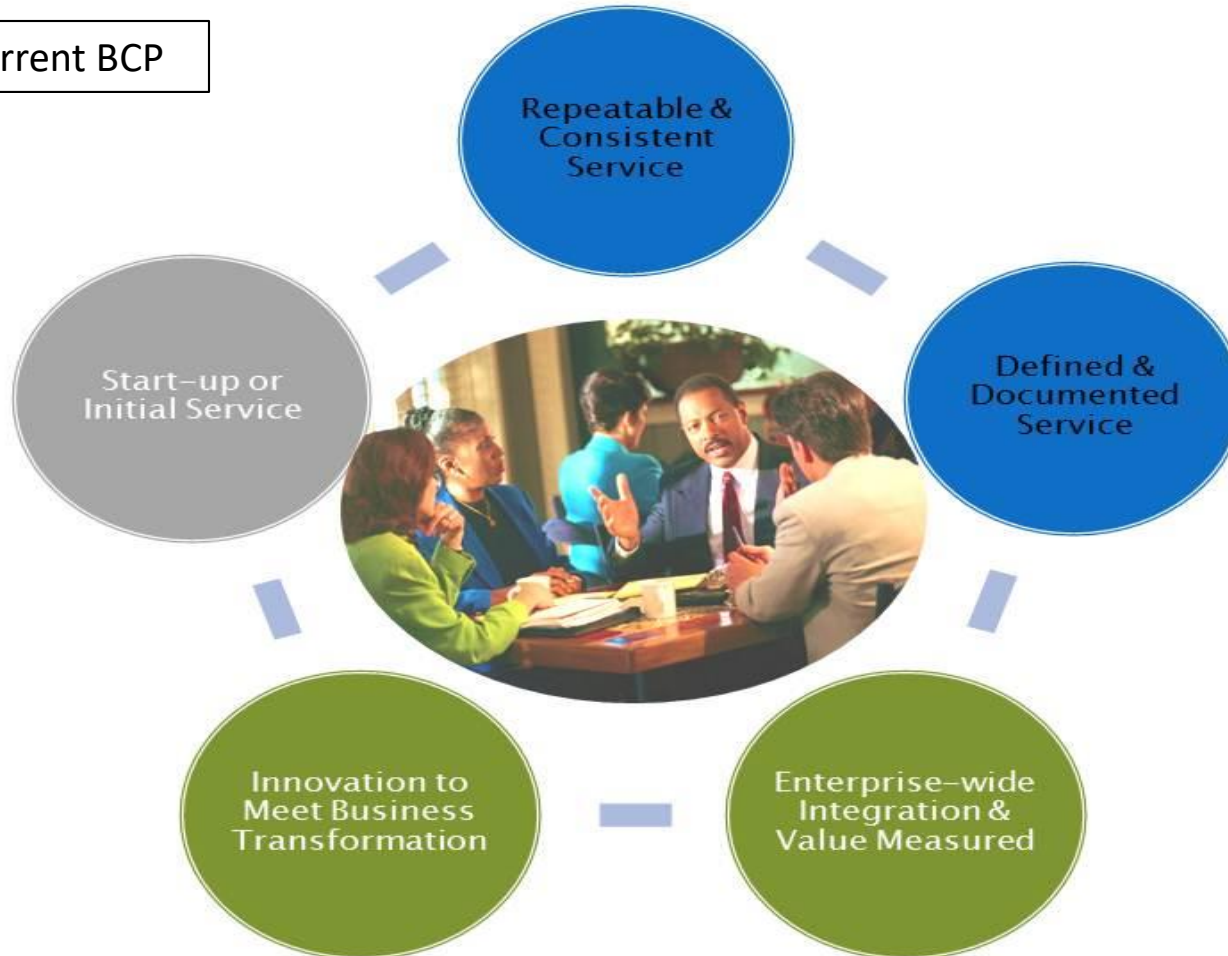 BCP
Repeatable &
Consistent
Service
Start-up or
Initial Service
Defined &
Documented
Service
Innovation to
Meet Business
Transformation
Enterprise-wide
Integration &
Value Measured